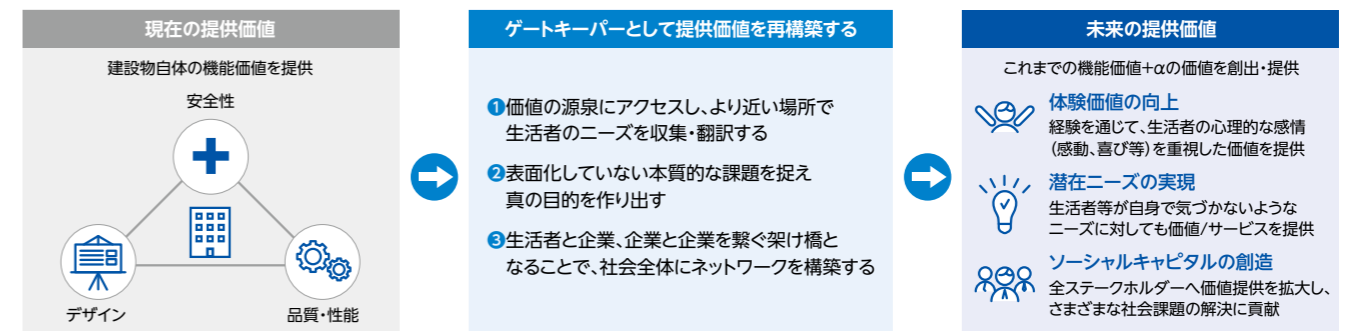 現在の提供価値
建設物自体の機能価値を提供
安全性
デザイン
品質・性能
ゲートキーパーとして提供価値を再構築する
❶価値の源泉にアクセスし、より近い場所で
生活者のニーズを収集・翻訳する
❷表面化していない本質的な課題を捉え
真の目的を作り出す
❸生活者と企業、企業と企業を繋ぐ架け橋と
なることで、社会全体にネットワークを構築する
未来の提供価値
これまでの機能価値+αの価値を創出・提供
体験価値の向上
経験を通じて、生活者の心理的な感情
(感動、喜び等)を重視した価値を提供
潜在ニーズの実現
生活者等が自身で気づかないような
ニーズに対しても価値/サービスを提供
ソーシャルキャピタルの創造
全ステークホルダーへ価値提供を拡大し、
さまざまな社会課題の解決に貢献